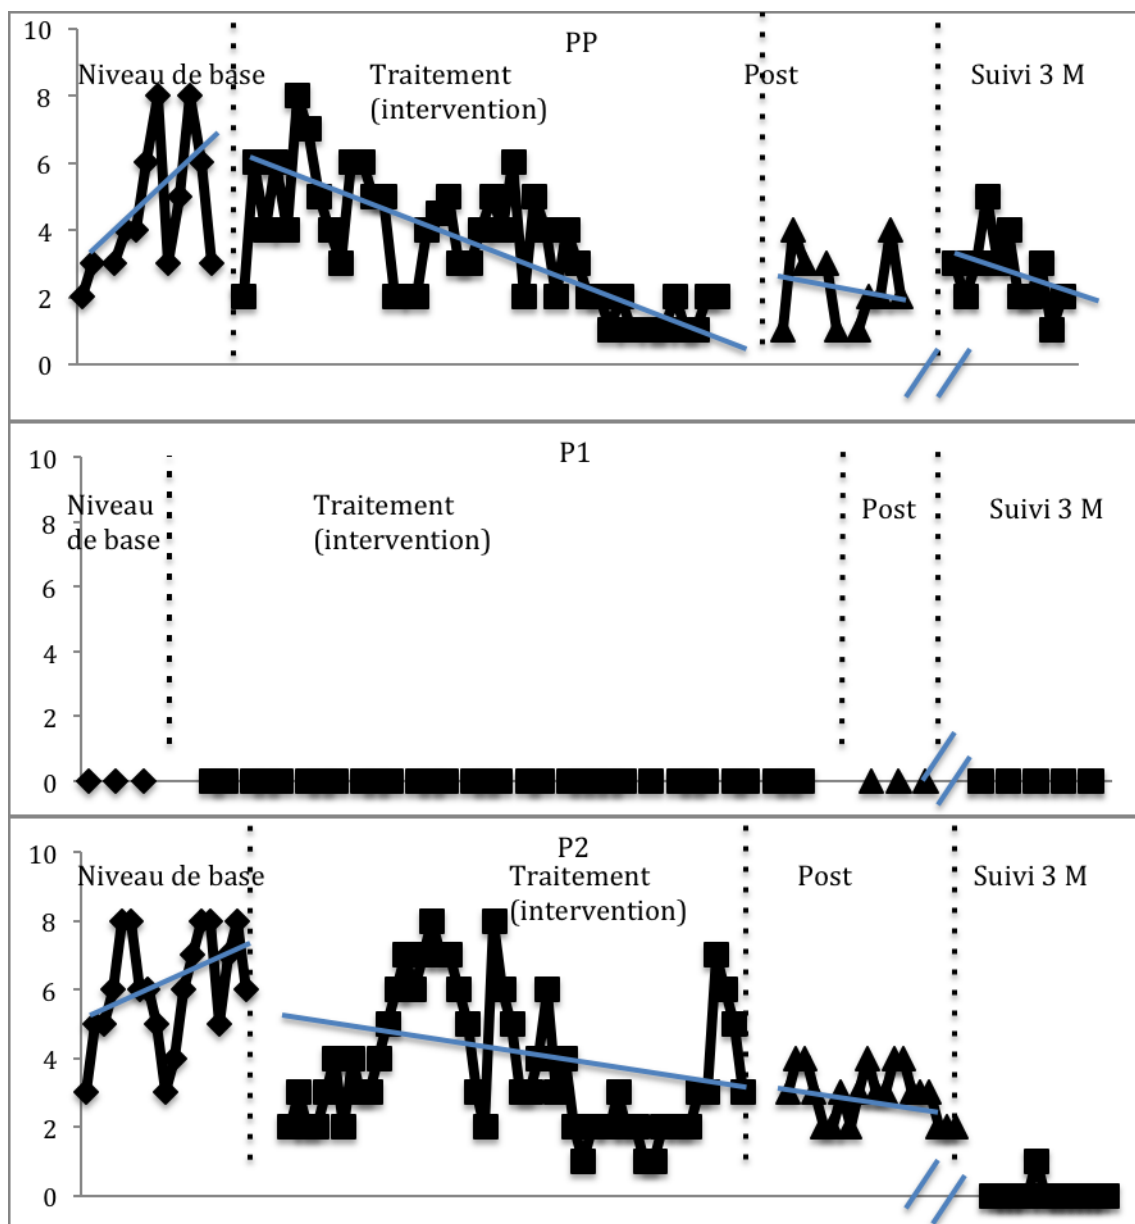 10
PP
Niveau de base
Traitement
(intervention)
Post
Suivi 3 M
8
6
4
2
0
10
P1
Niveau
de base
Traitement
(intervention)
Post
Suivi 3 M
8
6
4
2
0
10
P2
Niveau de base
Traitement
(intervention)
Post
Suivi 3 M
8
6
4
2
0